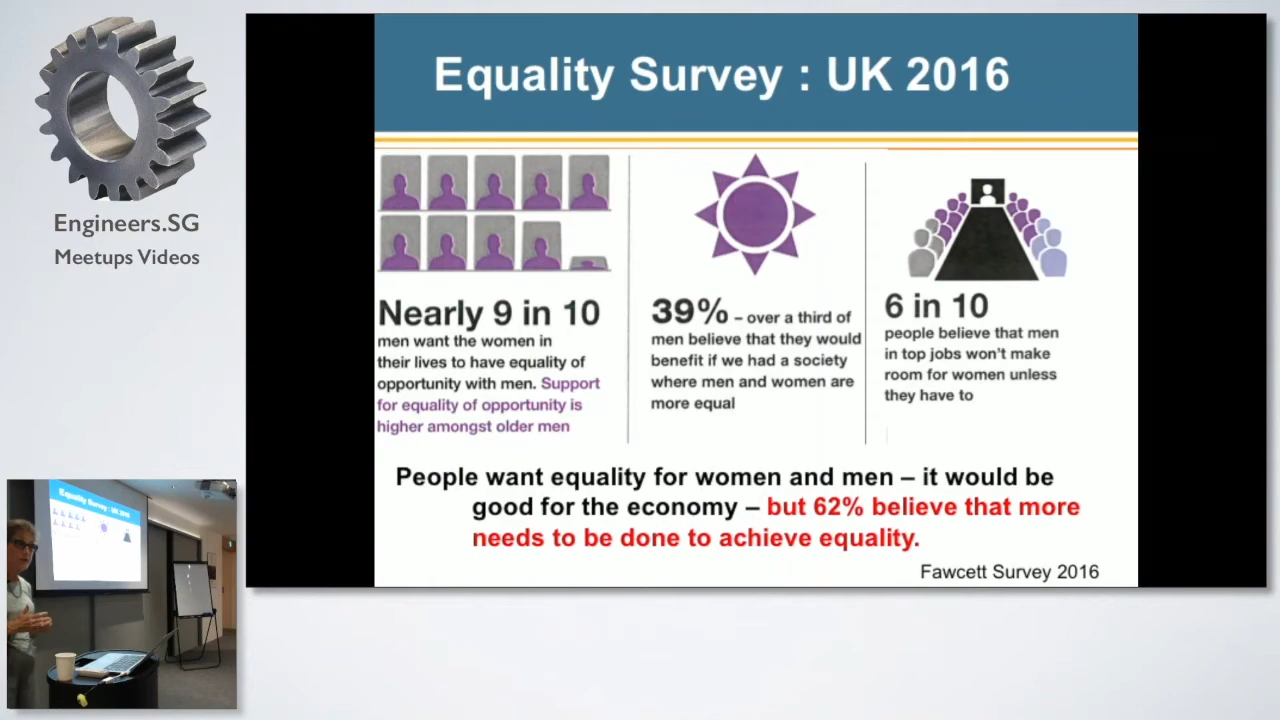 Engineers.SG
Meetups Videos
Equality Survey : UK 2016
Nearly 9 in 10
men want the women in
their lives to have equality of
opportunity with men. Support
for equality of opportunity is
higher amongst older men
39% – over a third of
men believe that they would
benefit if we had a society
where men and women are
more equal
6 in 10
people believe that men
in top jobs won't make
room for women unless
they have to
People want equality for women and men – it would be
good for the economy – but 62% believe that more
needs to be done to achieve equality.
Fawcett Survey 2016
Equality Survey : UK 2016